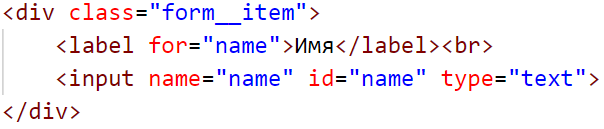 <div class="form__item">
    <label for="name">Имя</label><br>
    <input name="name" id="name" type="text">
</div>